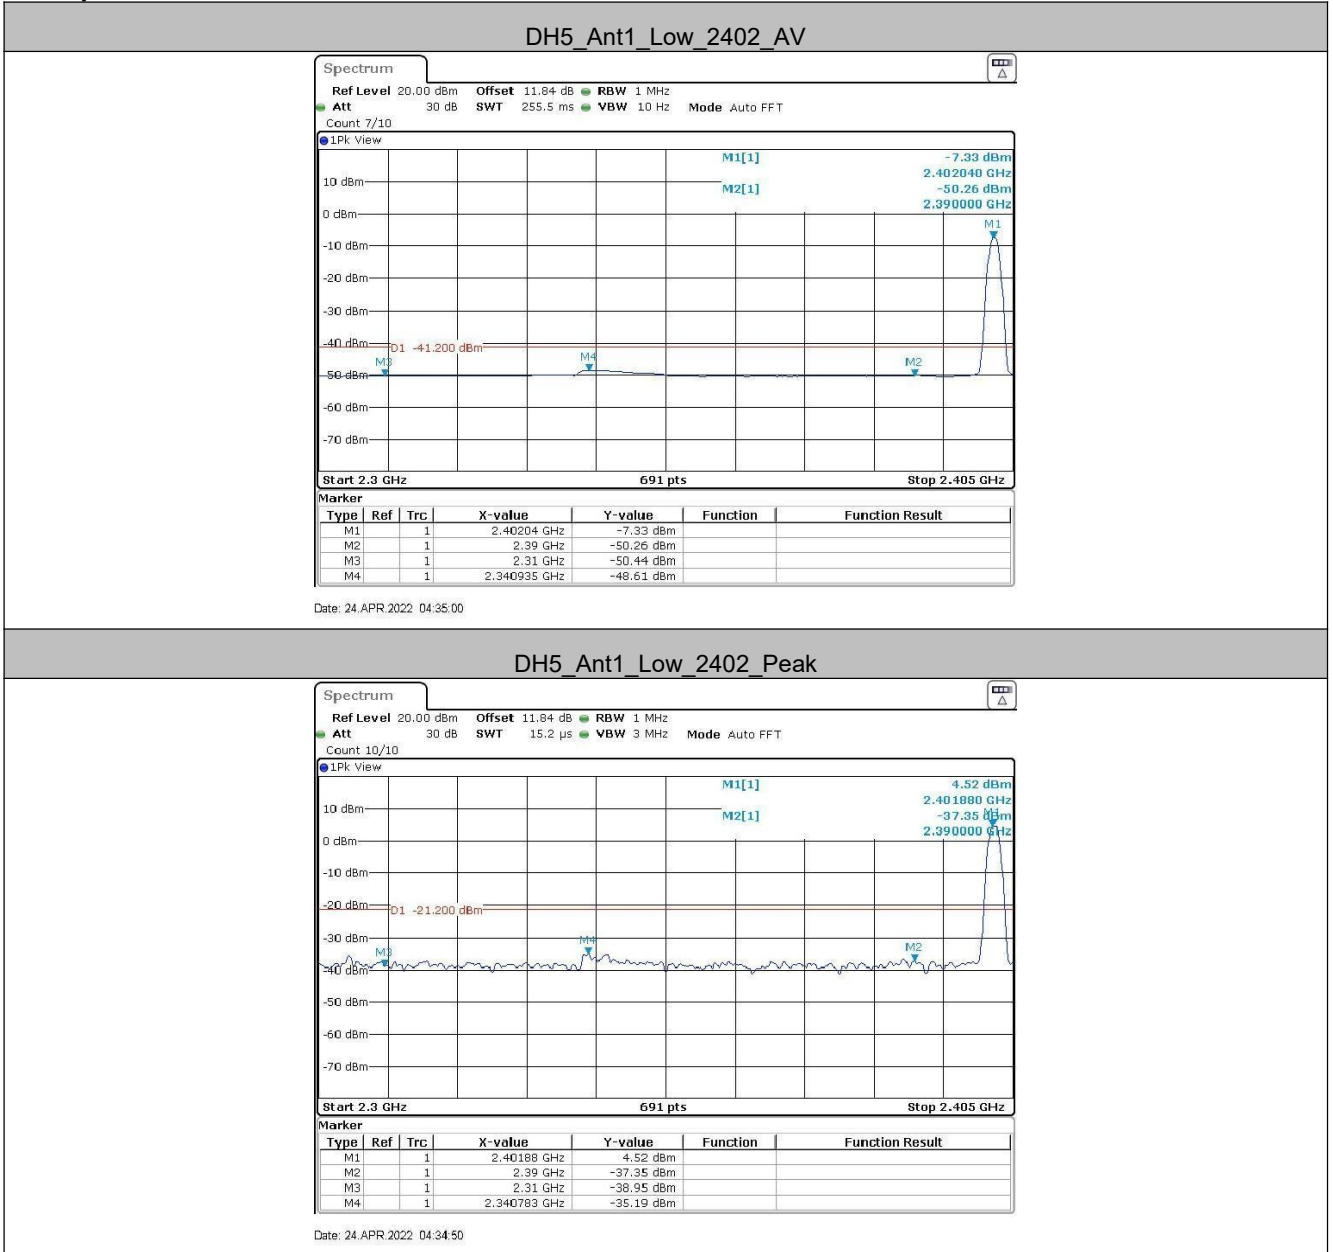 DH5_Ant1_Low_2402_AV
Spectrum
Ref Level 20.00 dBm Offset 11.84 dB RBW 1 MHz
Att 30 dB SWT 255.5 ms VBW 10 Hz Mode Auto FFT
Count 7/10
1Pk View
M1[1] -7.33 dBm
2.402040 GHz
10 dBm
M2[1] -50.26 dBm
2.390000 GHz
0 dBm
M1
-10 dBm
-20 dBm
-30 dBm
-40 dBm
D1 -41.200 dBm
M3 M4 M2
-50 dBm
-60 dBm
-70 dBm
Start 2.3 GHz 691 pts Stop 2.405 GHz
Marker
Type Ref Trc X-value Y-value Function Function Result
M1 1 2.40204 GHz -7.33 dBm
M2 1 2.39 GHz -50.26 dBm
M3 1 2.31 GHz -50.44 dBm
M4 1 2.340935 GHz -48.61 dBm
Date: 24.APR.2022 04:35:00
DH5_Ant1_Low_2402_Peak
Spectrum
Ref Level 20.00 dBm Offset 11.84 dB RBW 1 MHz
Att 30 dB SWT 15.2 µs VBW 3 MHz Mode Auto FFT
Count 10/10
1Pk View
M1[1] 4.52 dBm
2.401880 GHz
10 dBm
M1
M2[1] -37.35 dBm
2.390000 GHz
0 dBm
-10 dBm
-20 dBm
D1 -21.200 dBm
-30 dBm
M3 M4 M2
-40 dBm
-50 dBm
-60 dBm
-70 dBm
Start 2.3 GHz 691 pts Stop 2.405 GHz
Marker
Type Ref Trc X-value Y-value Function Function Result
M1 1 2.40188 GHz 4.52 dBm
M2 1 2.39 GHz -37.35 dBm
M3 1 2.31 GHz -38.95 dBm
M4 1 2.340783 GHz -35.19 dBm
Date: 24.APR.2022 04:34:50